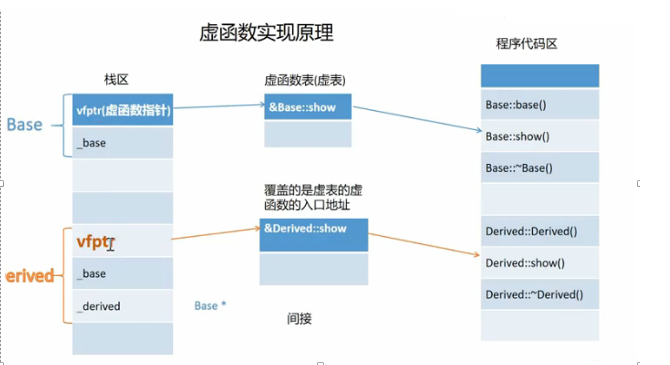 虚函数实现原理
栈区
虚函数表(虚表)
程序代码区
Base
vfptr(虚函数指针)
_base
&Base::show
Base::base()
Base::show()
Base::~Base()
覆盖的是虚表的虚
函数的入口地址
erived
vfptr
_base
_derived
&Derived::show
Derived::Derived()
Derived::show()
Derived::~Derived()
Base *
间接